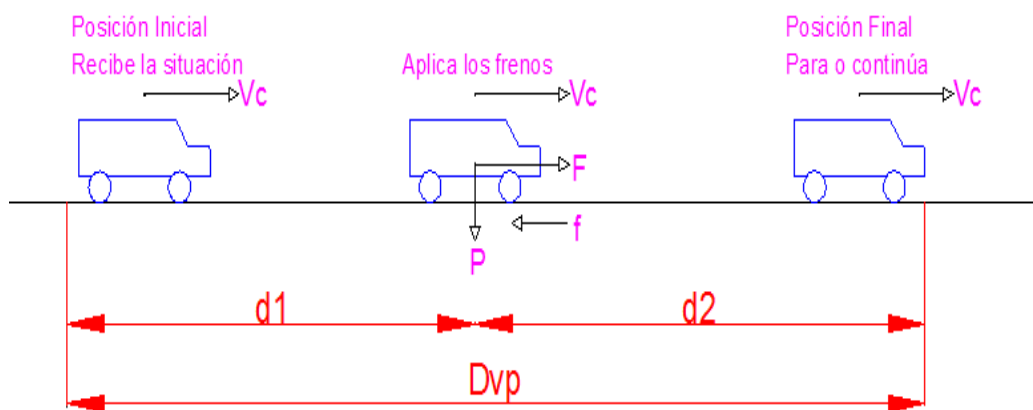 Posición Inicial
Recibe la situación
Vc
Aplica los frenos
Vc
Posición Final
Para o continúa
Vc
F
f
P
d1
d2
Dvp